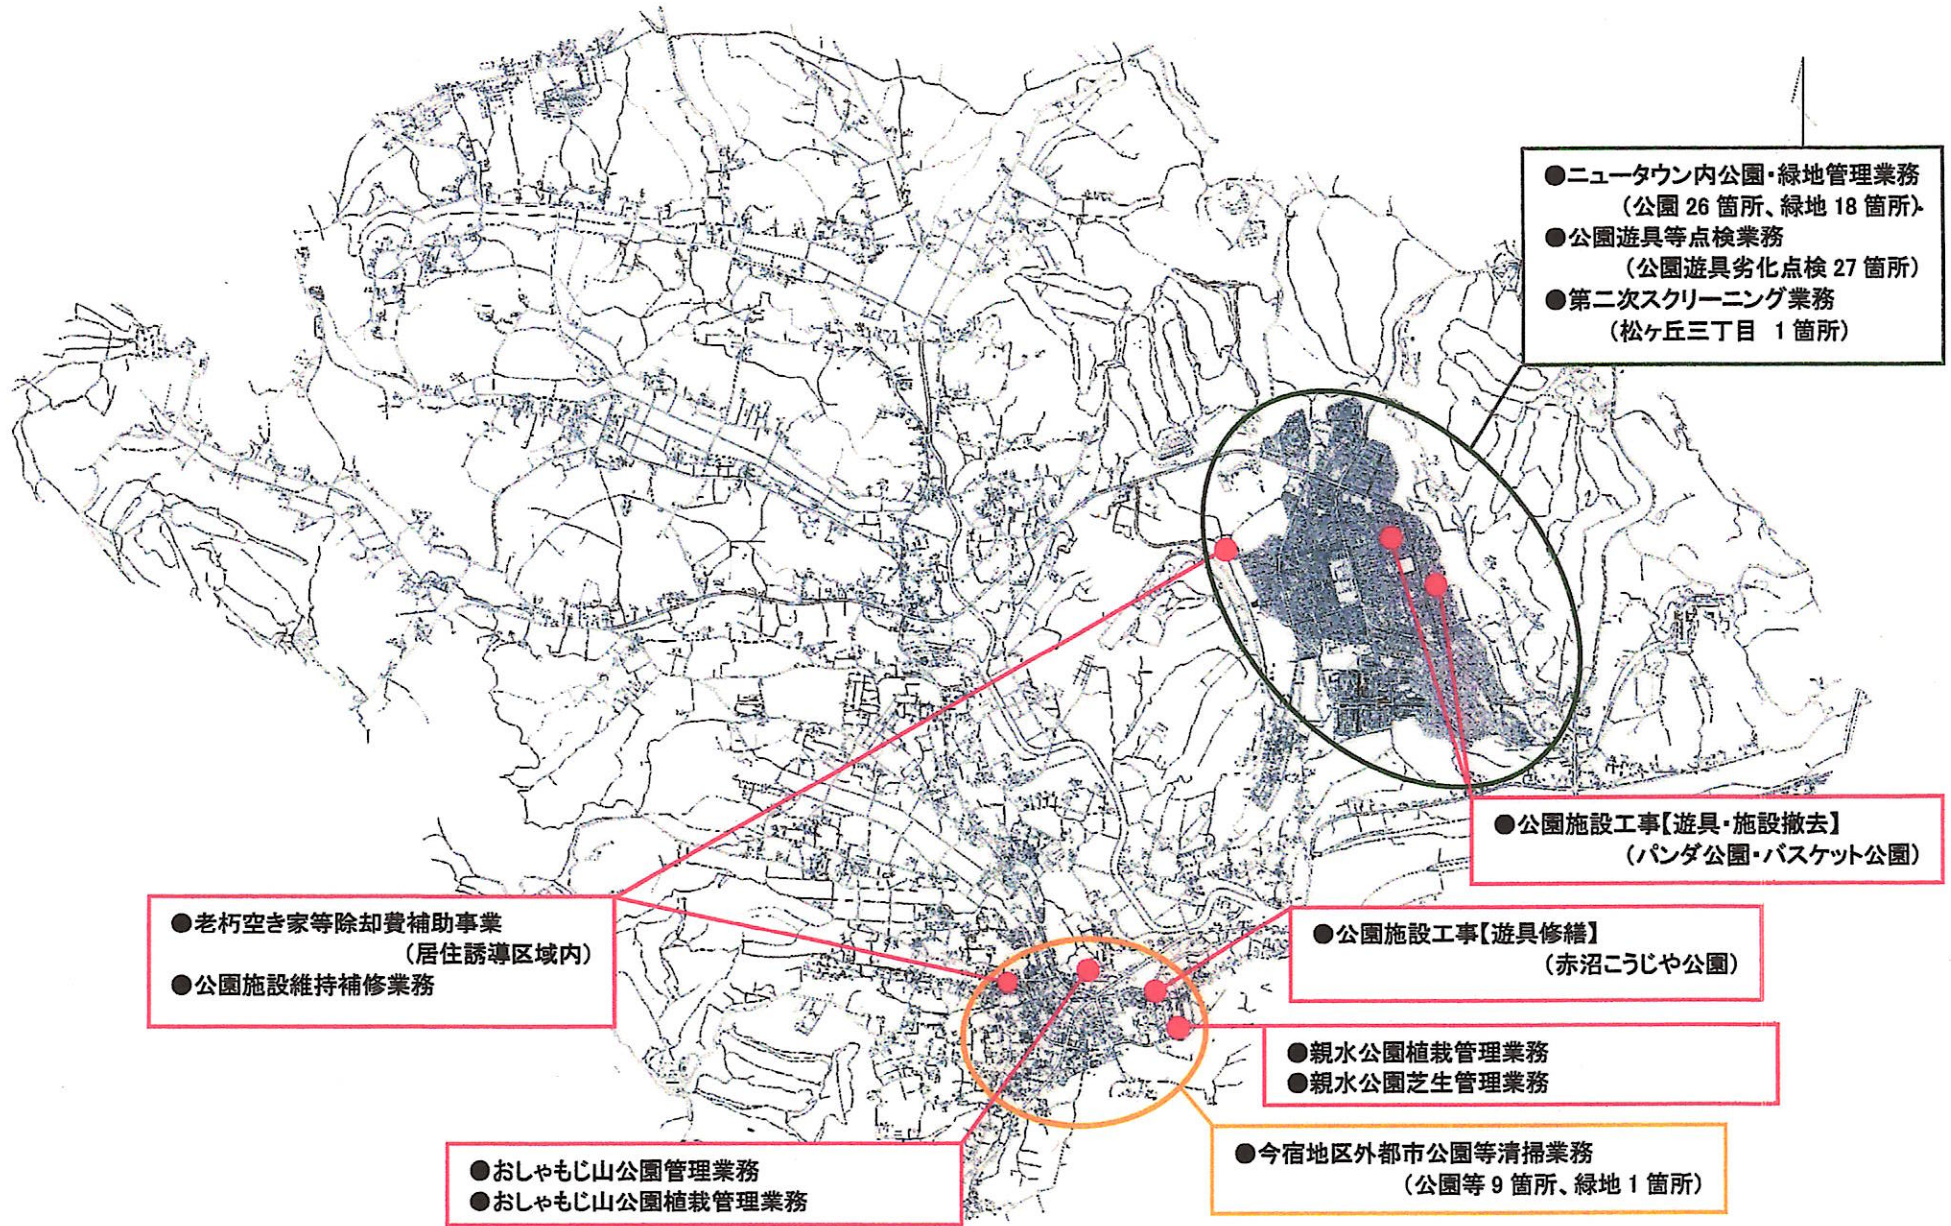 ●ニュータウン内公園・緑地管理業務
(公園 26 箇所、緑地 18 箇所)
●公園遊具等点検業務
(公園遊具劣化点検 27 箇所)
●第二次スクリーニング業務
(松ヶ丘三丁目 1 箇所)
●公園施設工事【遊具・施設撤去】
(パンダ公園・バスケット公園)
●老朽空き家等除却費補助事業
(居住誘導区域内)
●公園施設維持補修業務
●公園施設工事【遊具修繕】
(赤沼こうじや公園)
●親水公園植栽管理業務
●親水公園芝生管理業務
●おしゃもじ山公園管理業務
●おしゃもじ山公園植栽管理業務
●今宿地区外都市公園等清掃業務
(公園等 9 箇所、緑地 1 箇所)